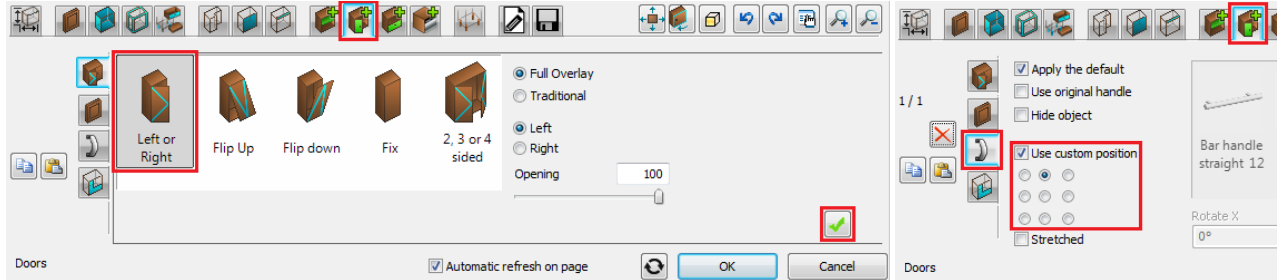 Left or
Right
Flip Up
Flip down
Fix
2, 3 or 4
sided
Full Overlay
Traditional
Left
Right
Opening
100
Doors
Automatic refresh on page
OK
Cancel
1 / 1
Apply the default
Use original handle
Hide object
Use custom position
Stretched
Bar handle
straight 12
Rotate X
0°
Doors